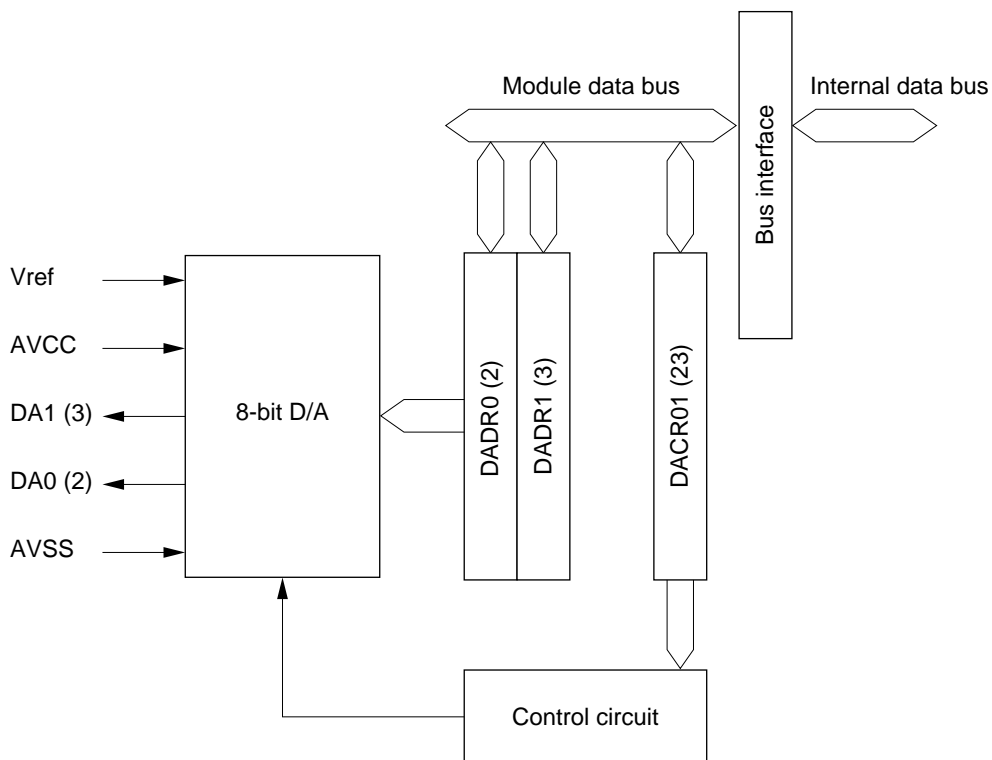 Module data bus
Internal data bus
Bus interface
Vref
AVCC
DA1 (3)
DA0 (2)
AVSS
8-bit D/A
DADR0 (2)
DADR1 (3)
DACR01 (23)
Control circuit